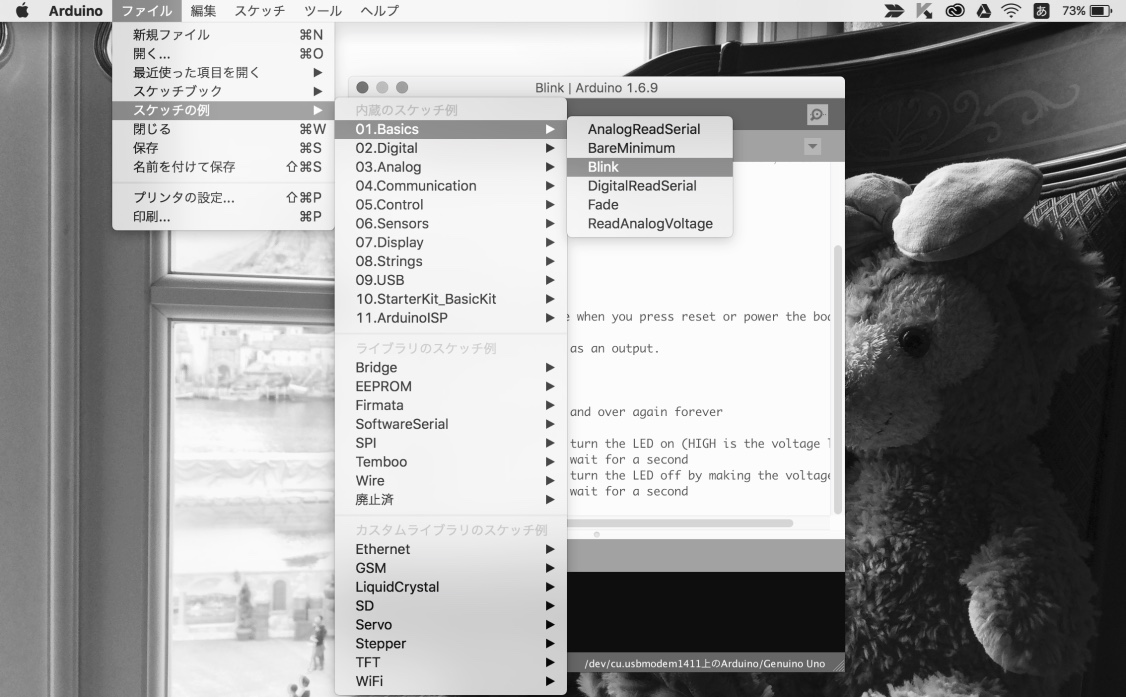 Arduino ファイル 編集 スケッチ ツール ヘルプ あ 73%
新規ファイル ⌘N
開く... ⌘O
最近使った項目を開く ▶
スケッチブック ▶
スケッチの例 ▶
閉じる ⌘W
保存 ⌘S
名前を付けて保存 ⇧⌘S
プリンタの設定... ⇧⌘P
印刷... ⌘P
内蔵のスケッチ例
01.Basics ▶
02.Digital ▶
03.Analog ▶
04.Communication ▶
05.Control ▶
06.Sensors ▶
07.Display ▶
08.Strings ▶
09.USB ▶
10.StarterKit_BasicKit ▶
11.ArduinoISP ▶
ライブラリのスケッチ例
Bridge ▶
EEPROM ▶
Firmata ▶
SoftwareSerial ▶
SPI ▶
Temboo ▶
Wire ▶
廃止済 ▶
カスタムライブラリのスケッチ例
Ethernet ▶
GSM ▶
LiquidCrystal ▶
SD ▶
Servo ▶
Stepper ▶
TFT ▶
WiFi ▶
AnalogReadSerial
BareMinimum
Blink
DigitalReadSerial
Fade
ReadAnalogVoltage
Blink | Arduino 1.6.9
when you press reset or power the
as an output.
and over again forever
turn the LED on (HIGH is the voltage
wait for a second
turn the LED off by making the voltage
wait for a second
/dev/cu.usbmodem1411上のArduino/Genuino Uno